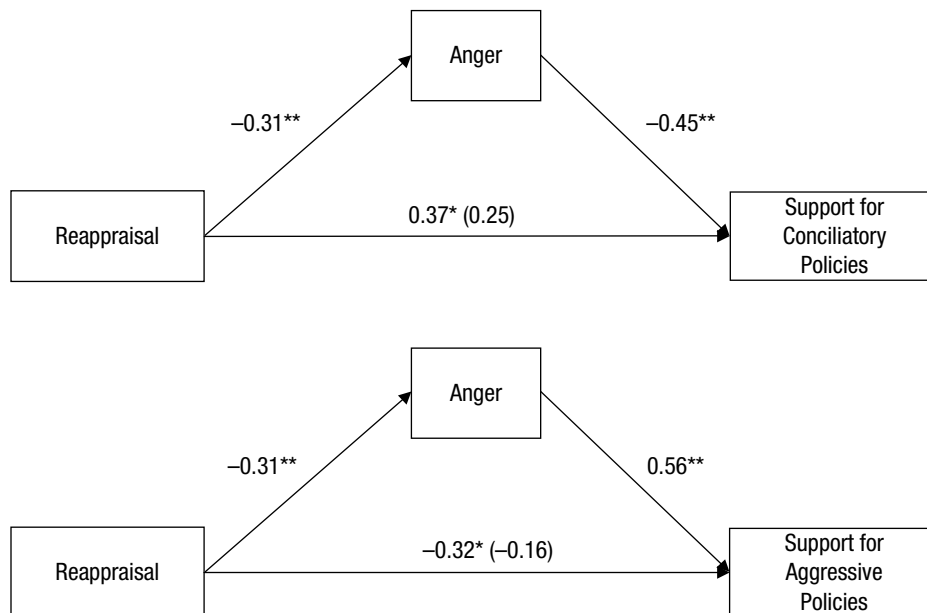 Anger
–0.31**
–0.45**
0.37* (0.25)
Reappraisal
Support for
Conciliatory
Policies
Anger
–0.31**
0.56**
–0.32* (–0.16)
Reappraisal
Support for
Aggressive
Policies